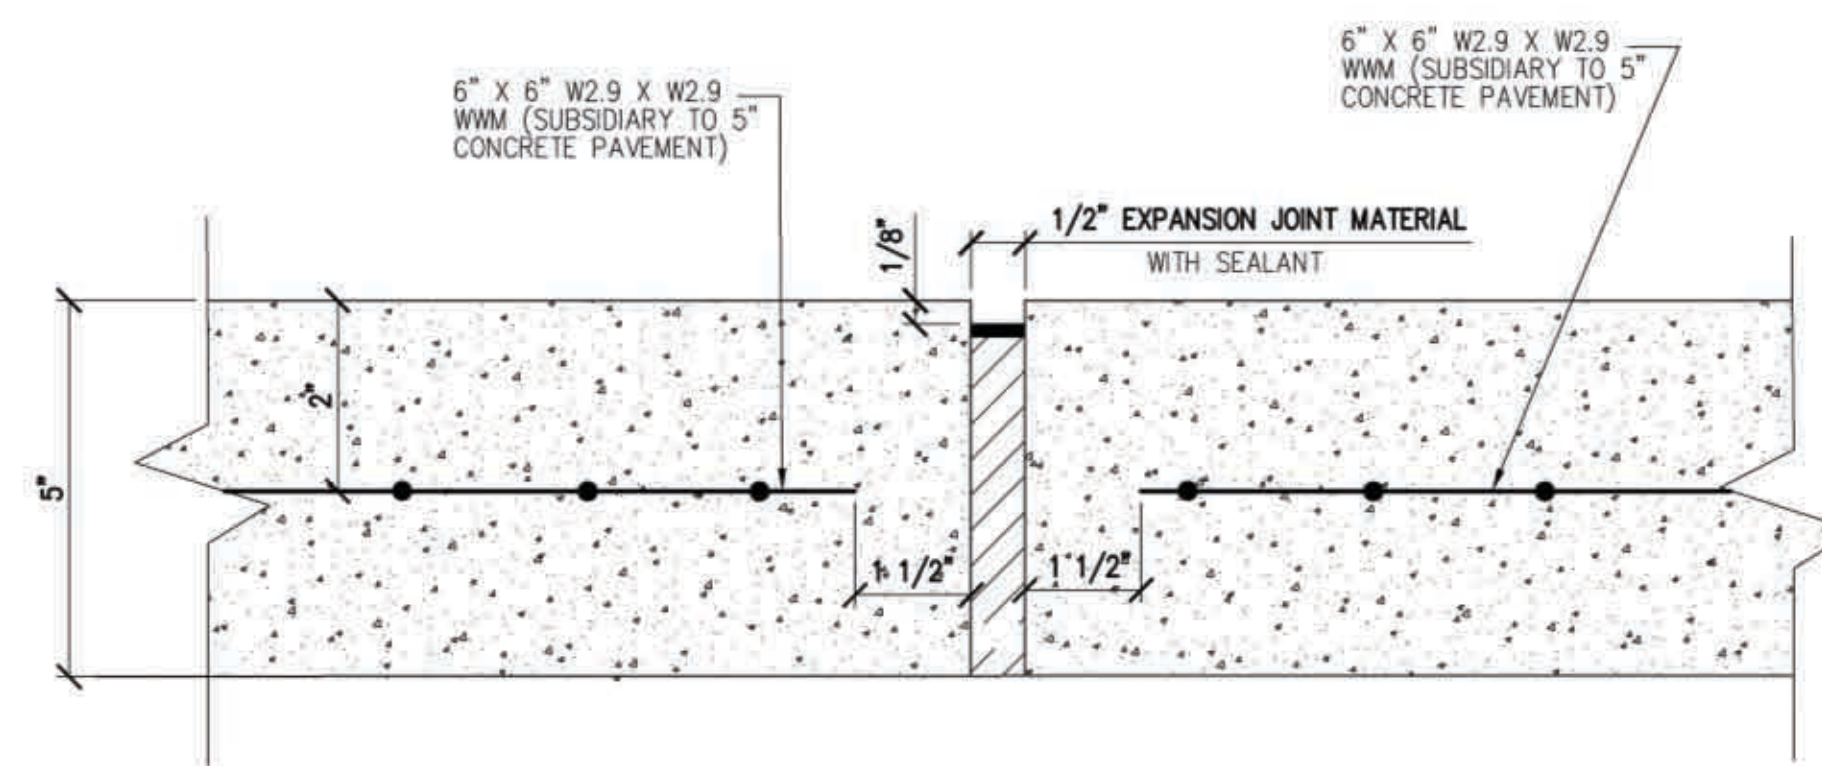 6" X 6" W2.9 X W2.9
WWM (SUBSIDIARY TO 5"
CONCRETE PAVEMENT)
6" X 6" W2.9 X W2.9
WWM (SUBSIDIARY TO 5"
CONCRETE PAVEMENT)
1/8"
1/2" EXPANSION JOINT MATERIAL
WITH SEALANT
2"
5"
1 1/2"
1 1/2"